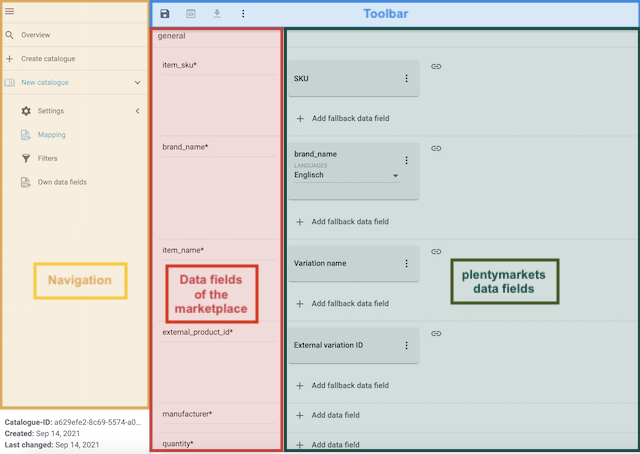 Toolbar
Overview
Create catalogue
New catalogue
Settings
Mapping
Filters
Own data fields
Navigation
Catalogue-ID: a629efe2-8c69-5574-a0...
Created: Sep 14, 2021
Last changed: Sep 14, 2021
general
item_sku*
SKU
Add fallback data field
brand_name*
brand_name
LANGUAGES
Englisch
Add fallback data field
item_name*
Variation name
Add fallback data field
Data fields
of the
marketplace
plentymarkets
data fields
external_product_id*
External variation ID
Add fallback data field
manufacturer*
Add data field
quantity*
Add data field